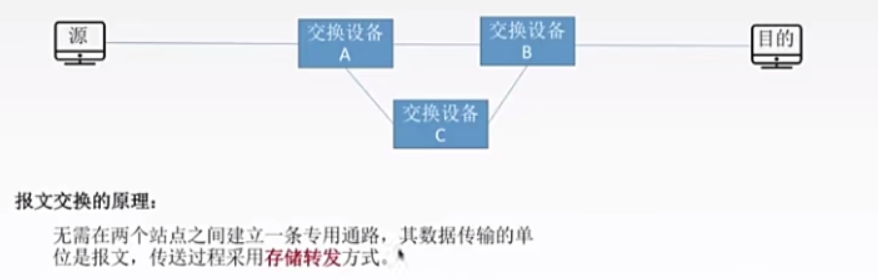 源
交换设备
A
交换设备
B
目的
交换设备
C
报文交换的原理：
无需在两个站点之间建立一条专用通路，其数据传输的单
位是报文，传送过程采用存储转发方式。